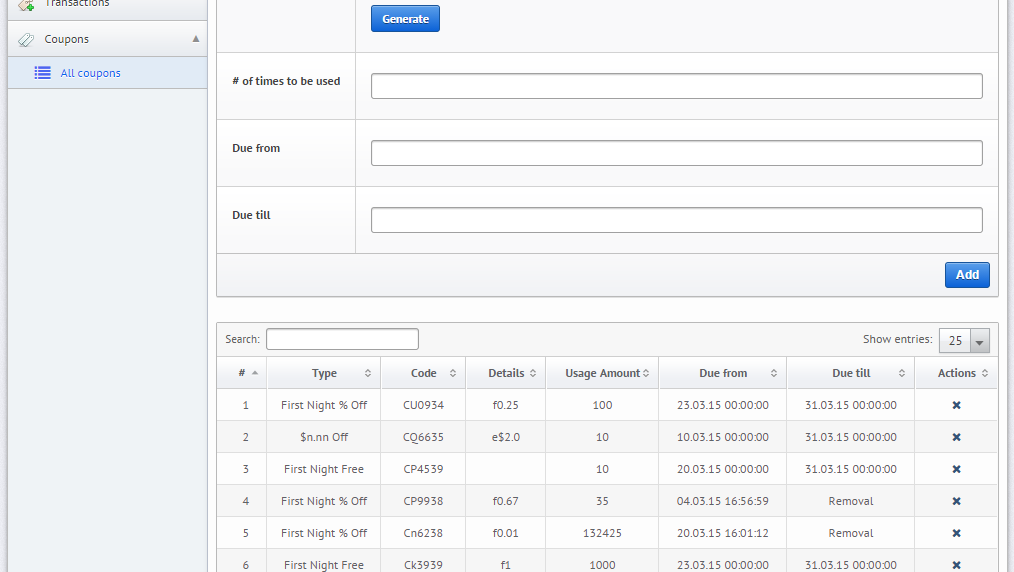 Transactions
Generate
Coupons
All coupons
# of times to be used
Due from
Due till
Add
Search: Show entries: 25
# Type Code Details Usage Amount Due from Due till Actions
1 First Night % Off CU0934 f0.25 100 23.03.15 00:00:00 31.03.15 00:00:00
2 $n.nn Off CQ6635 e$2.0 10 10.03.15 00:00:00 31.03.15 00:00:00
3 First Night Free CP4539 10 20.03.15 00:00:00 31.03.15 00:00:00
4 First Night % Off CP9938 f0.67 35 04.03.15 16:56:59 Removal
5 First Night % Off Cn6238 f0.01 132425 20.03.15 16:01:12 Removal
6 First Night Free Ck3939 f1 1000 23.03.15 00:00:00 31.03.15 00:00:00